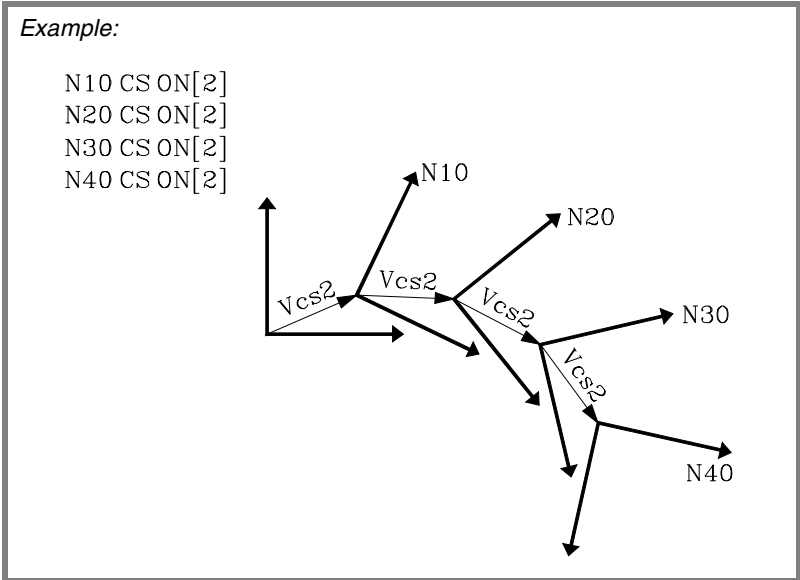 Example:
N10 CS ON[2]
N20 CS ON[2]
N30 CS ON[2]
N40 CS ON[2]
N10
N20
Vcs2
Vcs2
Vcs2
N30
Vcs2
N40